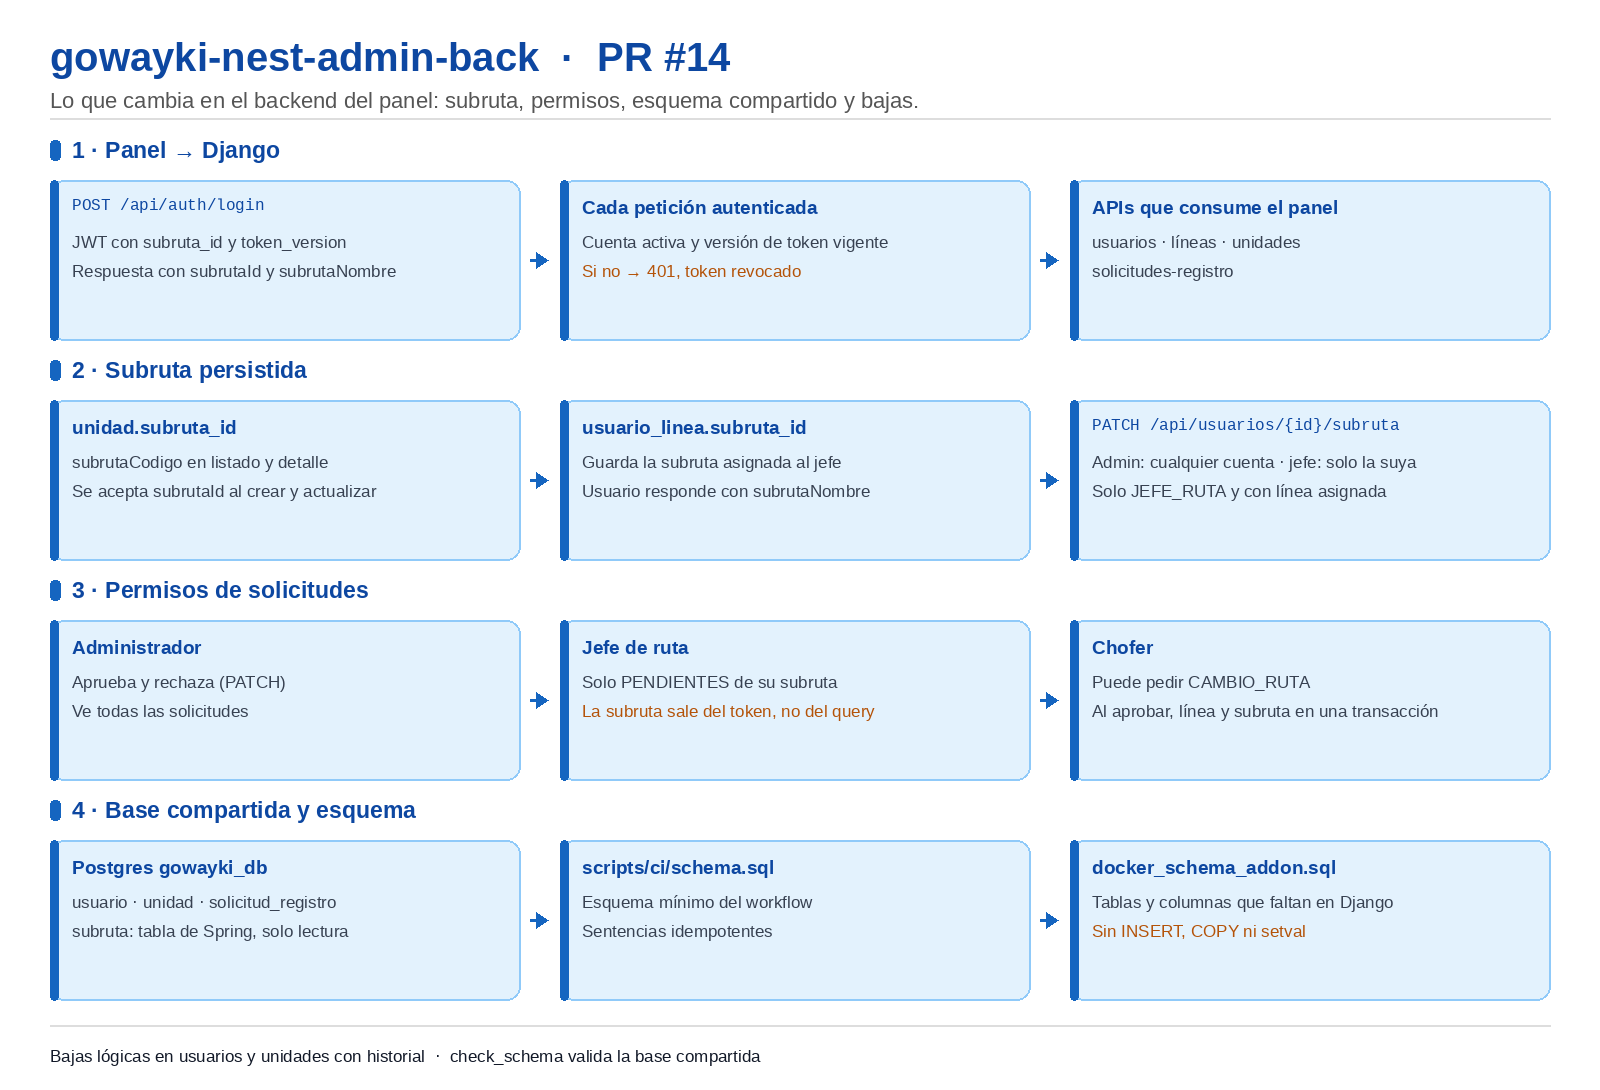 gowayki-nest-admin-back · PR #14
Lo que cambia en el backend del panel: subruta, permisos, esquema compartido y bajas.
1 · Panel → Django
POST /api/auth/login
JWT con subruta_id y token_version
Respuesta con subrutaId y subrutaNombre
Cada petición autenticada
Cuenta activa y versión de token vigente
Si no → 401, token revocado
APIs que consume el panel
usuarios · líneas · unidades
solicitudes-registro
2 · Subruta persistida
unidad.subruta_id
subrutaCodigo en listado y detalle
Se acepta subrutaId al crear y actualizar
usuario_linea.subruta_id
Guarda la subruta asignada al jefe
Usuario responde con subrutaNombre
PATCH /api/usuarios/{id}/subruta
Admin: cualquier cuenta · jefe: solo la suya
Solo JEFE_RUTA y con línea asignada
3 · Permisos de solicitudes
Administrador
Aprueba y rechaza (PATCH)
Ve todas las solicitudes
Jefe de ruta
Solo PENDIENTES de su subruta
La subruta sale del token, no del query
Chofer
Puede pedir CAMBIO_RUTA
Al aprobar, línea y subruta en una transacción
4 · Base compartida y esquema
Postgres gowayki_db
usuario · unidad · solicitud_registro
subruta: tabla de Spring, solo lectura
scripts/ci/schema.sql
Esquema mínimo del workflow
Sentencias idempotentes
docker_schema_addon.sql
Tablas y columnas que faltan en Django
Sin INSERT, COPY ni setval
Bajas lógicas en usuarios y unidades con historial · check_schema valida la base compartida